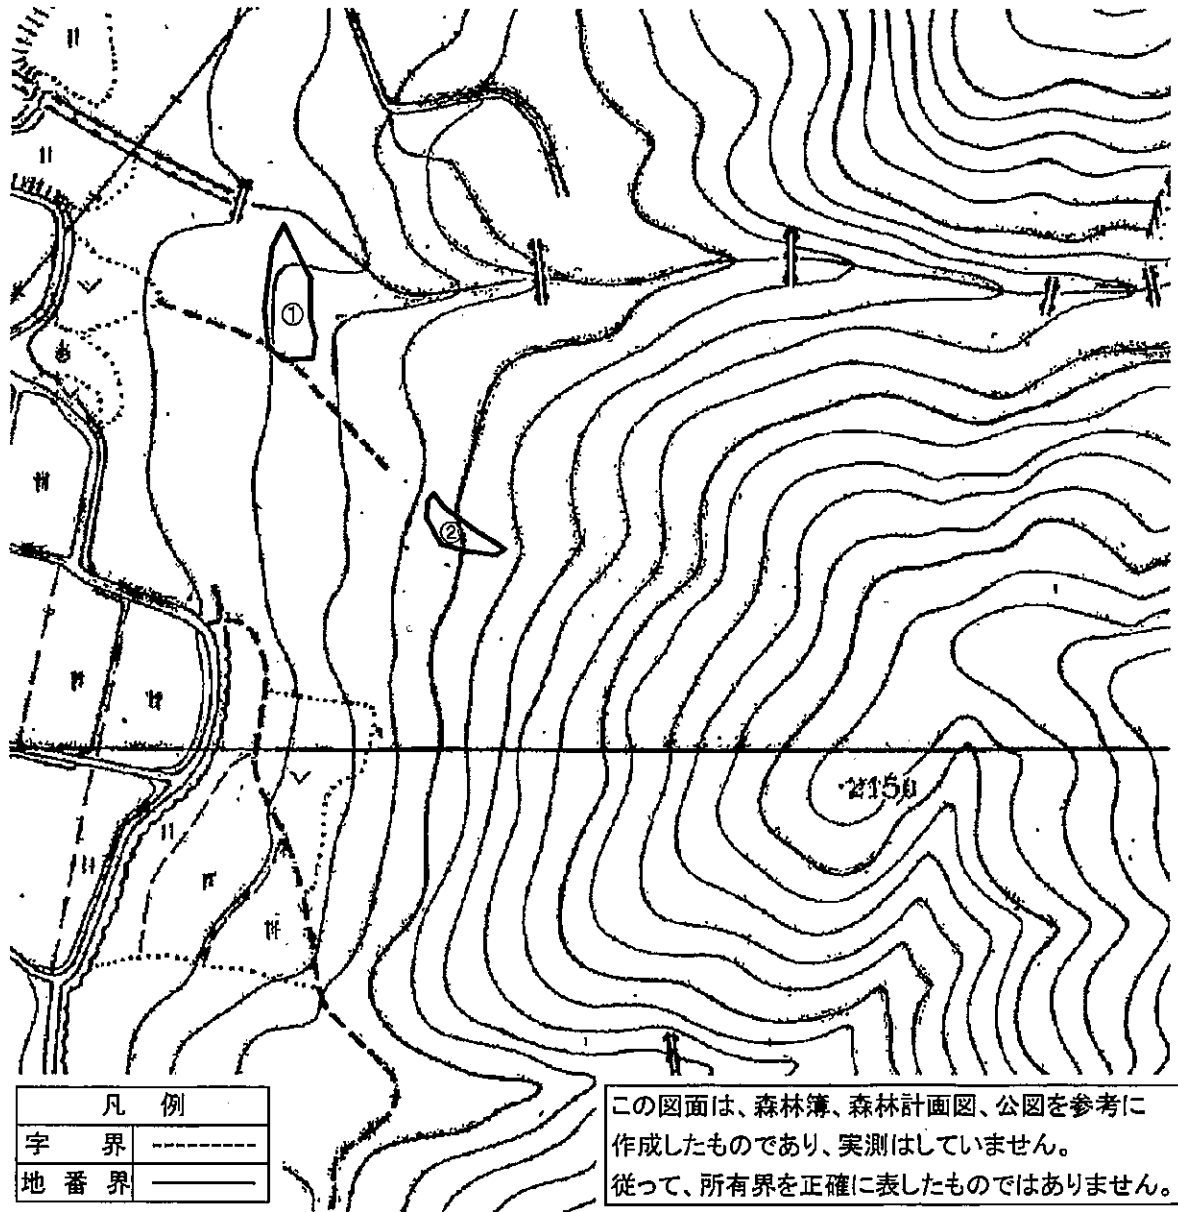 ①
②
凡 例
字 界
地 番 界
この図面は、森林簿、森林計画図、公図を参考に
作成したものであり、実測はしていません。
従って、所有界を正確に表したものではありません。